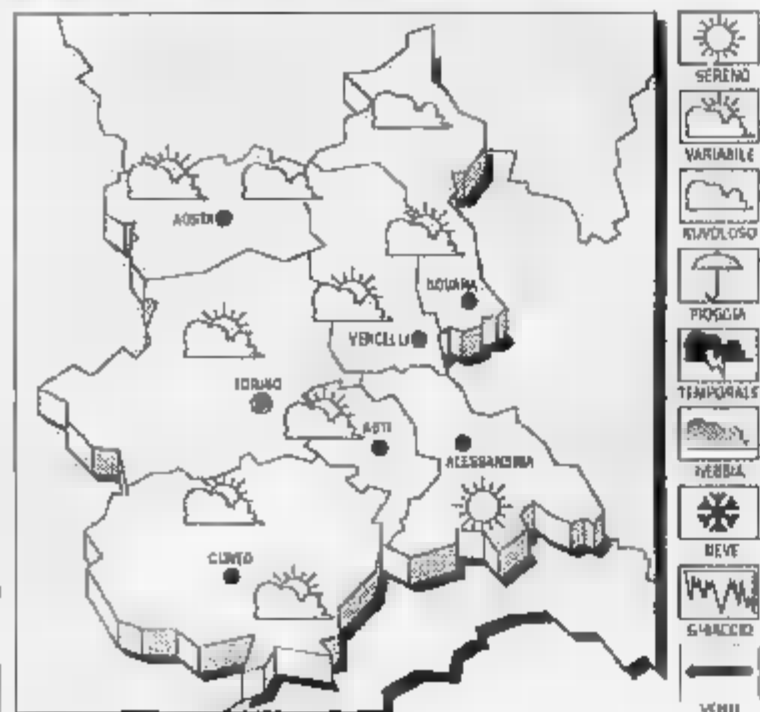 AOSTA
NOVARA
VERCELLI
TORINO
ASTI
ALESSANDRIA
CUNEO
SERENO
VARIABILE
NUVOLOSO
PIOGGIA
TEMPORALE
NEBBIA
NEVE
GHIACCIO
VENTI